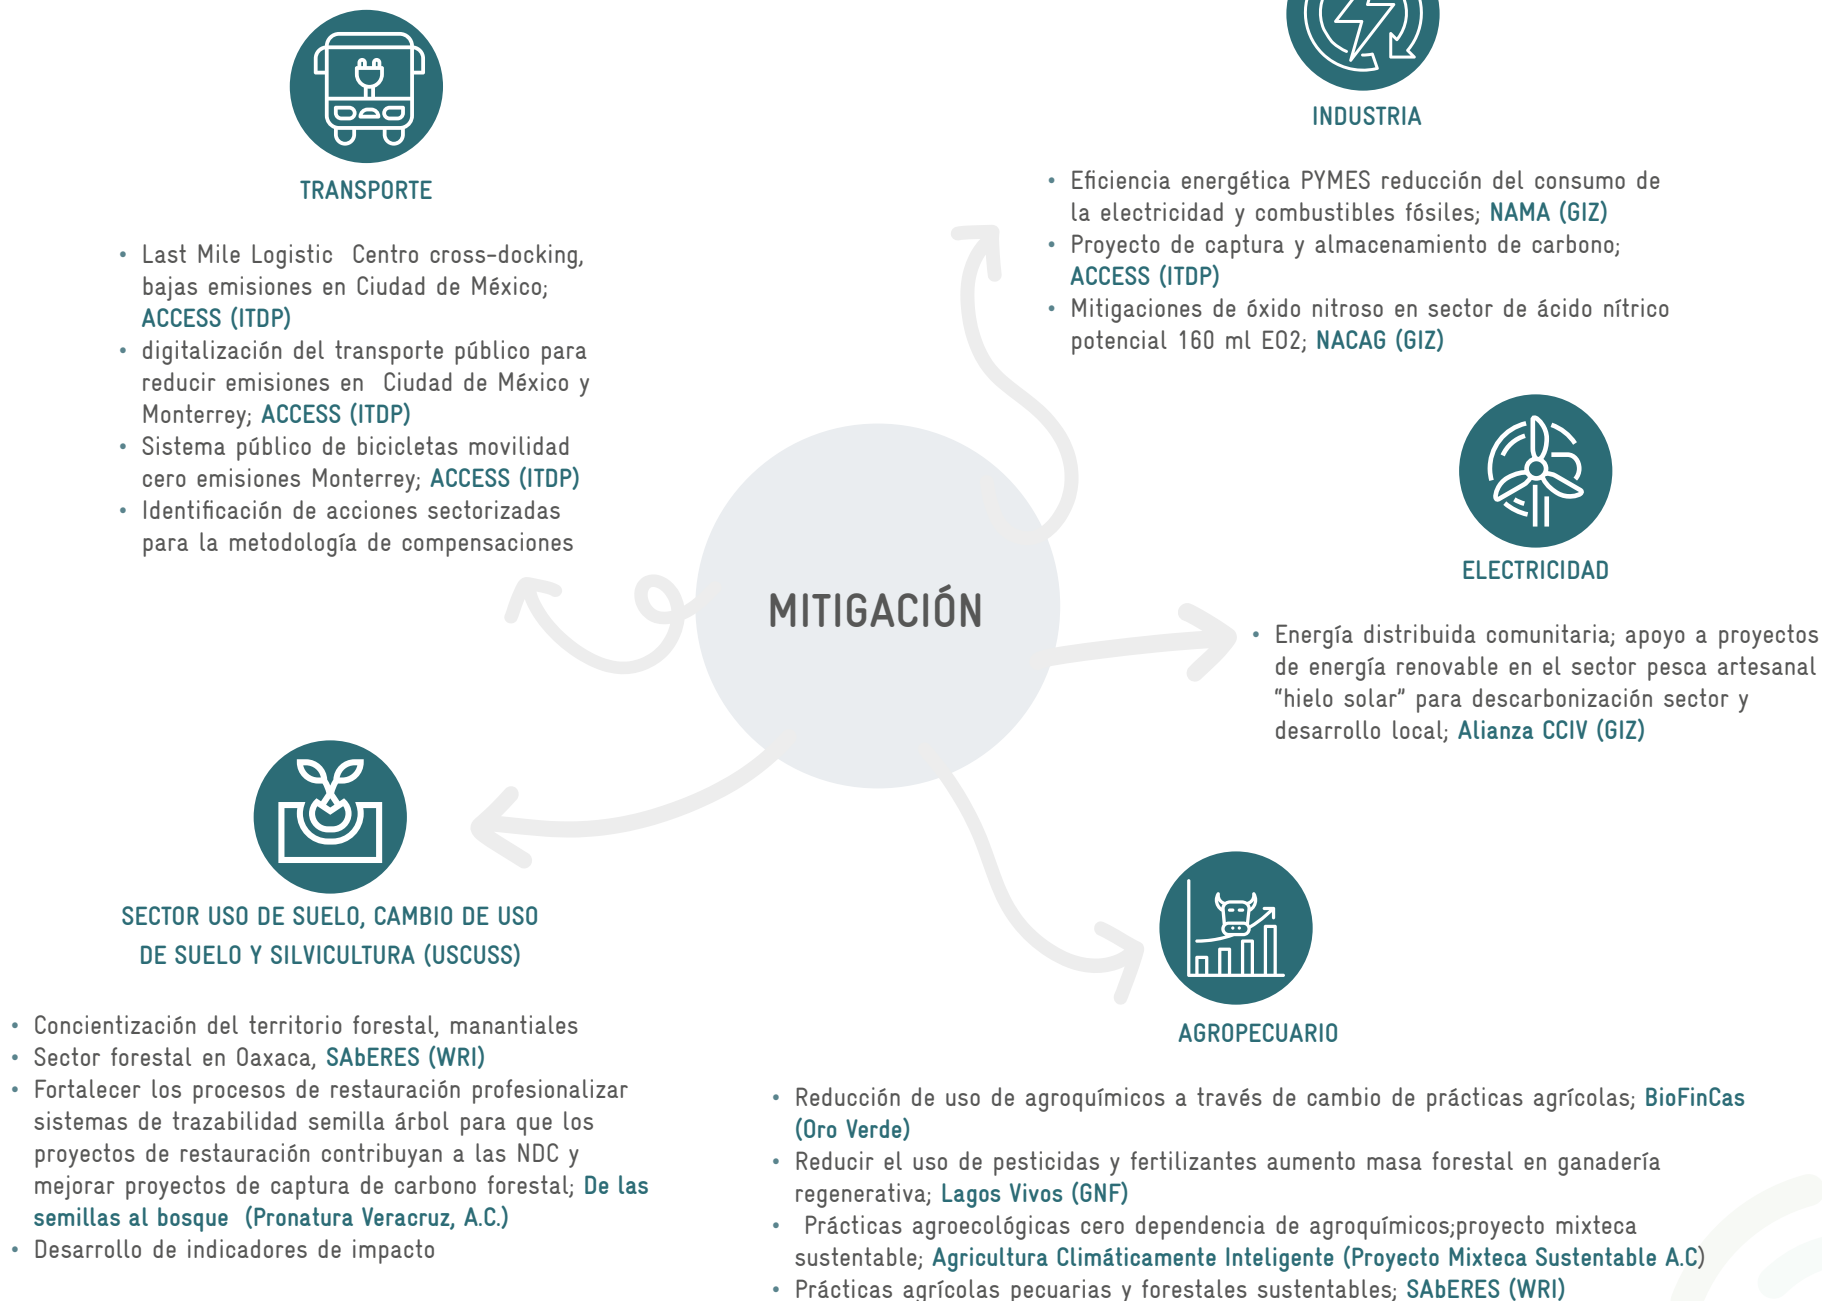 TRANSPORTE
• Last Mile Logistic  Centro cross-docking,
bajas emisiones en Ciudad de México;
ACCESS (ITDP)
• digitalización del transporte público para
reducir emisiones en  Ciudad de México y
Monterrey; ACCESS (ITDP)
• Sistema público de bicicletas movilidad
cero emisiones Monterrey; ACCESS (ITDP)
• Identificación de acciones sectorizadas
para la metodología de compensaciones
INDUSTRIA
• Eficiencia energética PYMES reducción del consumo de
la electricidad y combustibles fósiles; NAMA (GIZ)
• Proyecto de captura y almacenamiento de carbono;
ACCESS (ITDP)
• Mitigaciones de óxido nitroso en sector de ácido nítrico
potencial 160 ml EO2; NACAG (GIZ)
ELECTRICIDAD
• Energía distribuida comunitaria; apoyo a proyectos
de energía renovable en el sector pesca artesanal
"hielo solar" para descarbonización sector y
desarrollo local; Alianza CCIV (GIZ)
MITIGACIÓN
SECTOR USO DE SUELO, CAMBIO DE USO
DE SUELO Y SILVICULTURA (USCUSS)
• Concientización del territorio forestal, manantiales
• Sector forestal en Oaxaca, SAbERES (WRI)
• Fortalecer los procesos de restauración profesionalizar
sistemas de trazabilidad semilla árbol para que los
proyectos de restauración contribuyan a las NDC y
mejorar proyectos de captura de carbono forestal; De las
semillas al bosque  (Pronatura Veracruz, A.C.)
• Desarrollo de indicadores de impacto
AGROPECUARIO
• Reducción de uso de agroquímicos a través de cambio de prácticas agrícolas; BioFinCas
(Oro Verde)
• Reducir el uso de pesticidas y fertilizantes aumento masa forestal en ganadería
regenerativa; Lagos Vivos (GNF)
• Prácticas agroecológicas cero dependencia de agroquímicos;proyecto mixteca
sustentable; Agricultura Climáticamente Inteligente (Proyecto Mixteca Sustentable A.C)
• Prácticas agrícolas pecuarias y forestales sustentables; SAbERES (WRI)